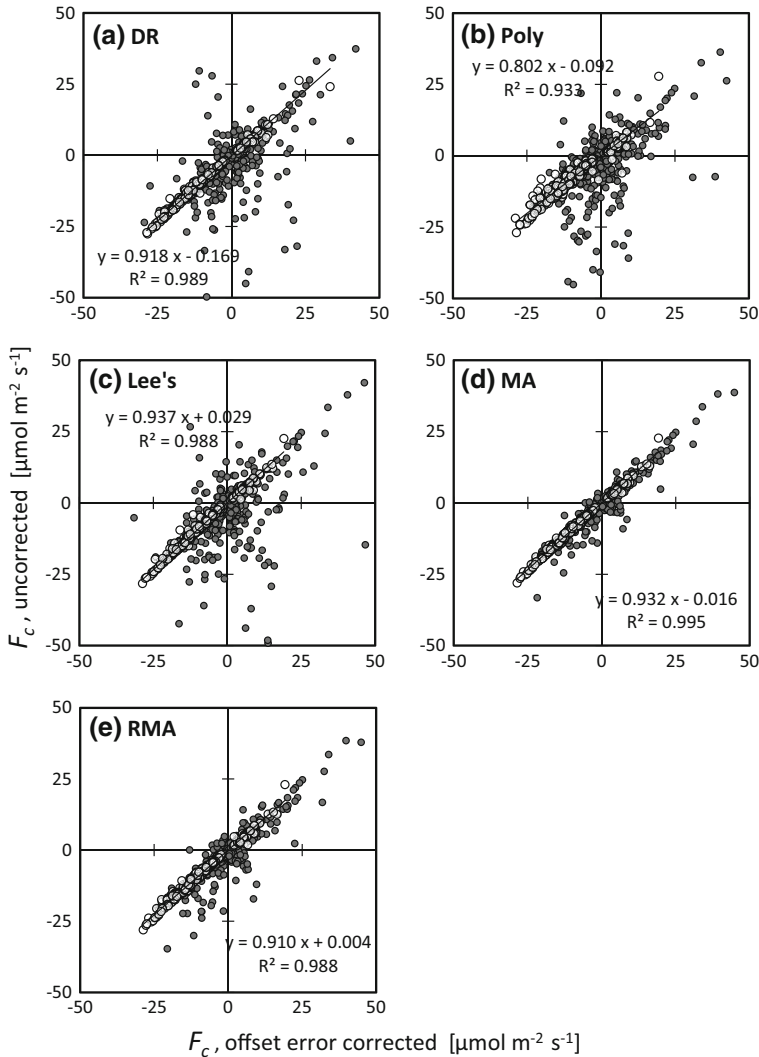 (a) DR
50
25
0
-25
-50
-50 -25 0 25 50
y = 0.918 x - 0.169
R² = 0.989
(b) Poly
50
25
0
-25
-50
-50 -25 0 25 50
y = 0.802 x - 0.092
R² = 0.933
(c) Lee's
50
25
0
-25
-50
-50 -25 0 25 50
y = 0.937 x + 0.029
R² = 0.988
(d) MA
50
25
0
-25
-50
-50 -25 0 25 50
y = 0.932 x - 0.016
R² = 0.995
(e) RMA
50
25
0
-25
-50
-50 -25 0 25 50
y = 0.910 x + 0.004
R² = 0.988
Fc , uncorrected [µmol m⁻² s⁻¹]
Fc , offset error corrected [µmol m⁻² s⁻¹]